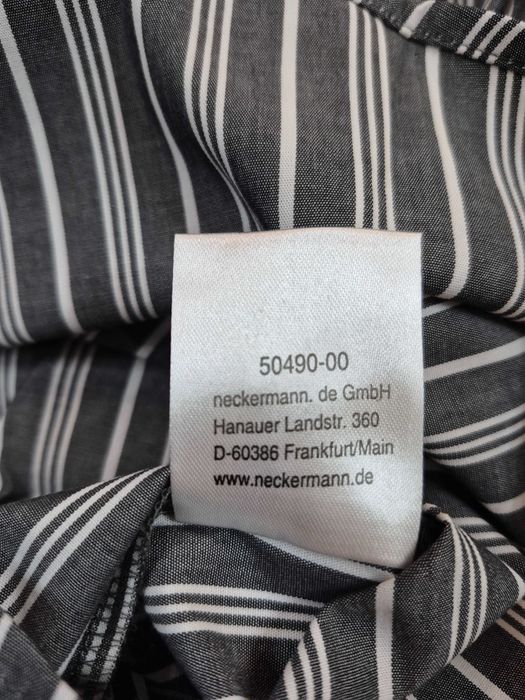 50490-00
neckermann. de GmbH
Hanauer Landstr. 360
D-60386 Frankfurt/Main
www.neckermann.de